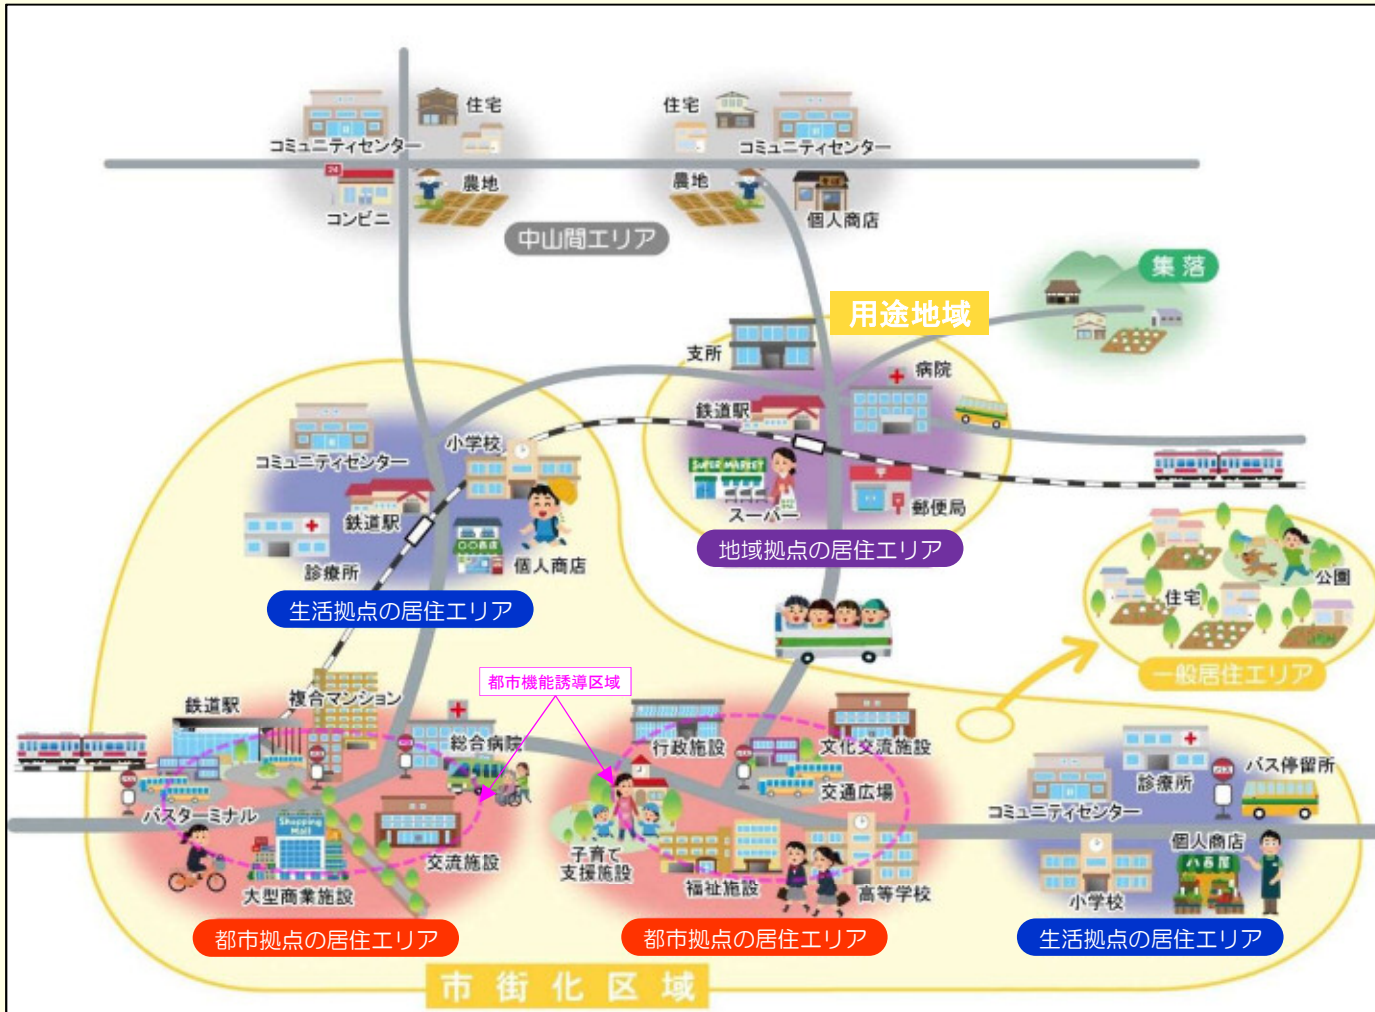 住宅
住宅
コミュニティセンター
コミュニティセンター
24
農地
農地
コンビニ
個人商店
中山間エリア
集落
用途地域
支所
病院
鉄道駅
小学校
コミュニティセンター
SUPER MARKET
鉄道駅
スーパー
郵便局
診療所
〇〇商店
個人商店
地域拠点の居住エリア
公園
住宅
生活拠点の居住エリア
一般居住エリア
都市機能誘導区域
鉄道駅
複合マンション
総合病院
行政施設
文化交流施設
診療所
バス停留所
コミュニティセンター
交通広場
バスターミナル
Shopping
Mall
個人商店
八百屋
交流施設
子育て
支援施設
大型商業施設
福祉施設
高等学校
小学校
都市拠点の居住エリア
都市拠点の居住エリア
生活拠点の居住エリア
市街化区域